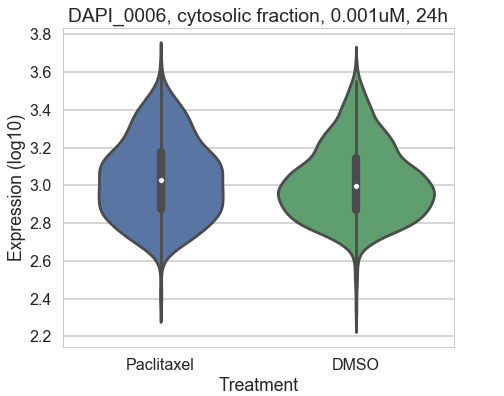 DAPI_0006, cytosolic fraction, 0.001uM, 24h
3.8
3.6
3.4
3.2
3.0
2.8
2.6
2.4
2.2
Expression (log10)
Paclitaxel
DMSO
Treatment